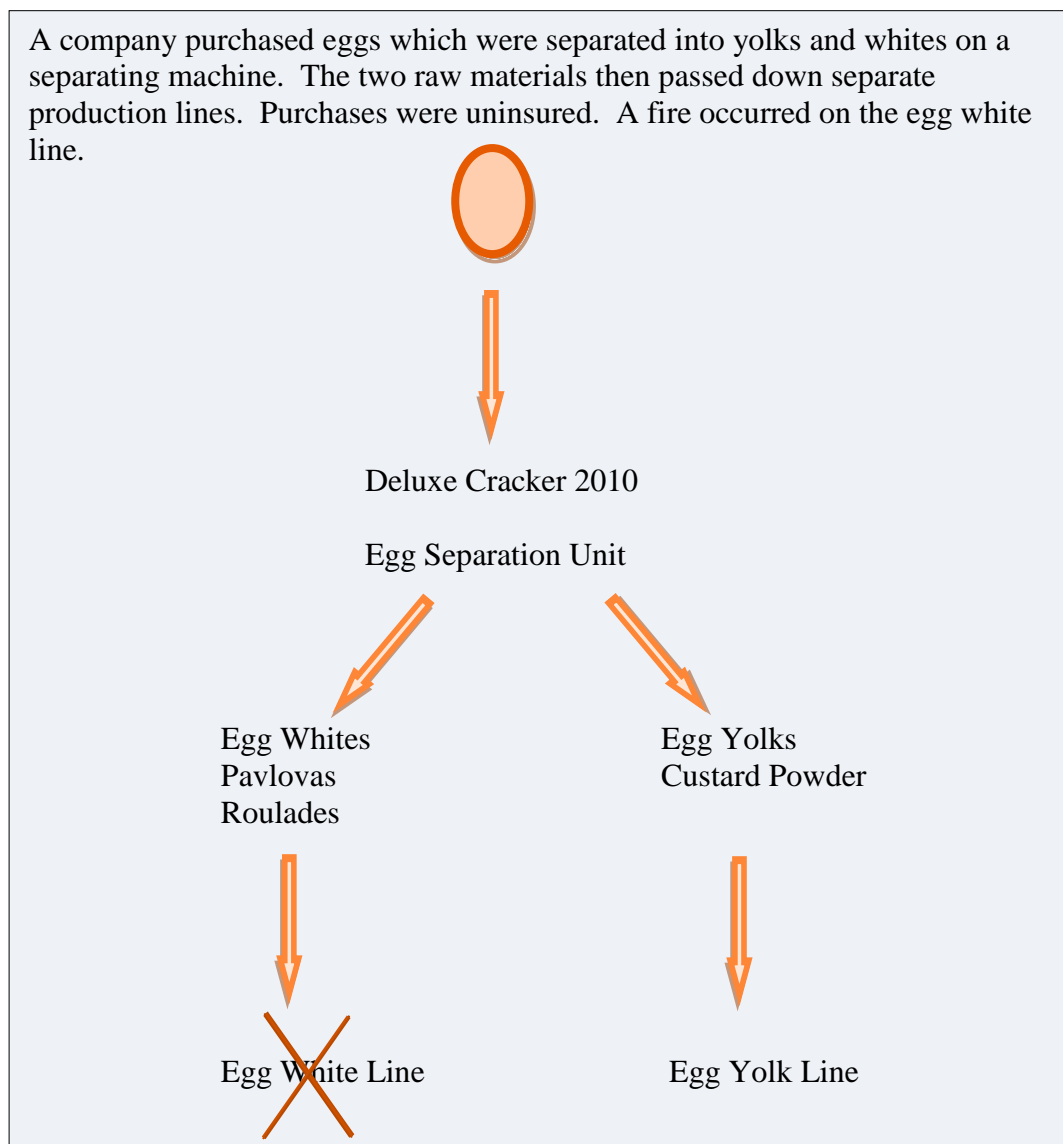 A company purchased eggs which were separated into yolks and whites on a
separating machine.  The two raw materials then passed down separate
production lines.  Purchases were uninsured.  A fire occurred on the egg white
line.
Deluxe Cracker 2010
Egg Separation Unit
Egg Whites
Pavlovas
Roulades
Egg Yolks
Custard Powder
Egg White Line
Egg Yolk Line